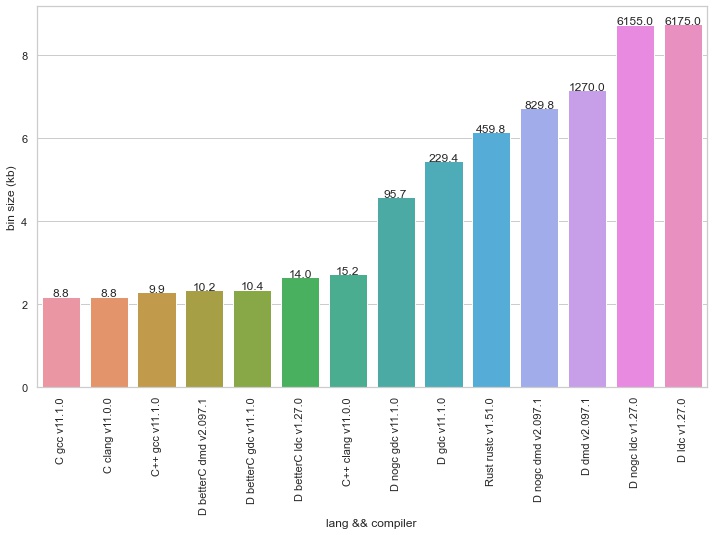 6155.0 6175.0
1270.0
829.8
459.8
229.4
95.7
8.8 8.8 9.9 10.2 10.4 14.0 15.2
8
6
4
2
0
bin size (kb)
C gcc v11.1.0
C clang v11.0.0
C++ gcc v11.1.0
D betterC dmd v2.097.1
D betterC gdc v11.1.0
D betterC ldc v1.27.0
C++ clang v11.0.0
D nogc gdc v11.1.0
D gdc v11.1.0
Rust rustc v1.51.0
D nogc dmd v2.097.1
D dmd v2.097.1
D nogc ldc v1.27.0
D ldc v1.27.0
lang && compiler